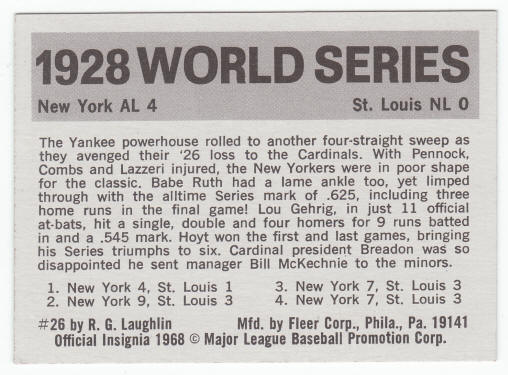 1928 WORLD SERIES
New York AL 4 St. Louis NL 0
The Yankee powerhouse rolled to another four-straight sweep as
they avenged their '26 loss to the Cardinals. With Pennock,
Combs and Lazzeri injured, the New Yorkers were in poor shape
for the classic. Babe Ruth had a lame ankle too, yet limped
through with the alltime Series mark of .625, including three
home runs in the final game! Lou Gehrig, in just 11 official
at-bats, hit a single, double and four homers for 9 runs batted
in and a .545 mark. Hoyt won the first and last games, bringing
his Series triumphs to six. Cardinal president Breadon was so
disappointed he sent manager Bill McKechnie to the minors.
1. New York 4, St. Louis 1 3. New York 7, St. Louis 3
2. New York 9, St. Louis 3 4. New York 7, St. Louis 3
#26 by R. G. Laughlin Mfd. by Fleer Corp., Phila., Pa. 19141
Official Insignia 1968 © Major League Baseball Promotion Corp.